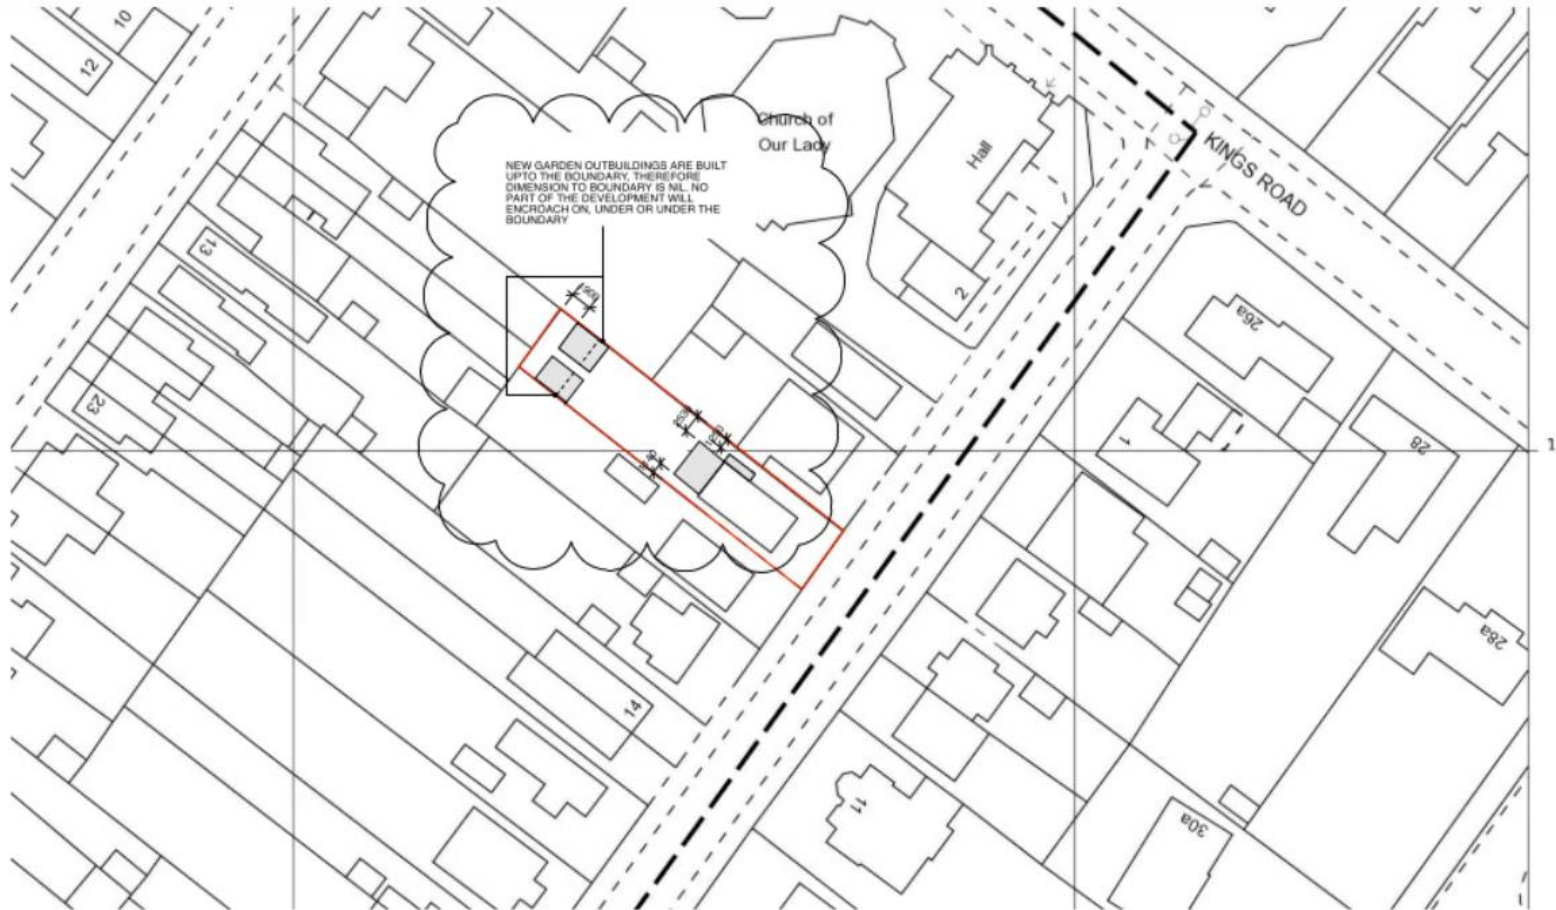 10
12
Church of
Our Lady
Hall
KINGS ROAD
NEW GARDEN OUTBUILDINGS ARE BUILT
UPTO THE BOUNDARY, THEREFORE
DIMENSION TO BOUNDARY IS NIL. NO
PART OF THE DEVELOPMENT WILL
ENCROACH ON, UNDER OR UNDER THE
BOUNDARY
13
2
26a
23
1
28
1
28a
14
11
30a